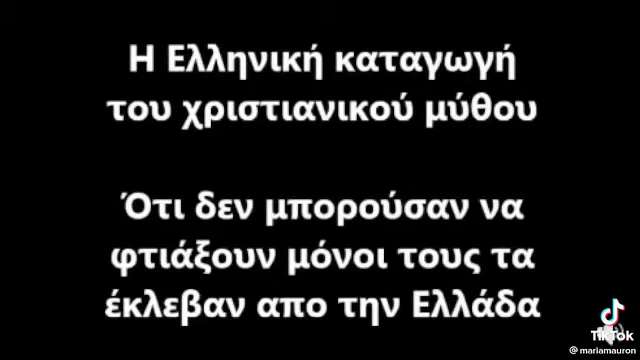 Η Ελληνική καταγωγή
του χριστιανικού μύθου
Ότι δεν μπορούσαν να
φτιάξουν μόνοι τους τα
έκλεβαν απο την Ελλάδα
TikTok
@mariamauron